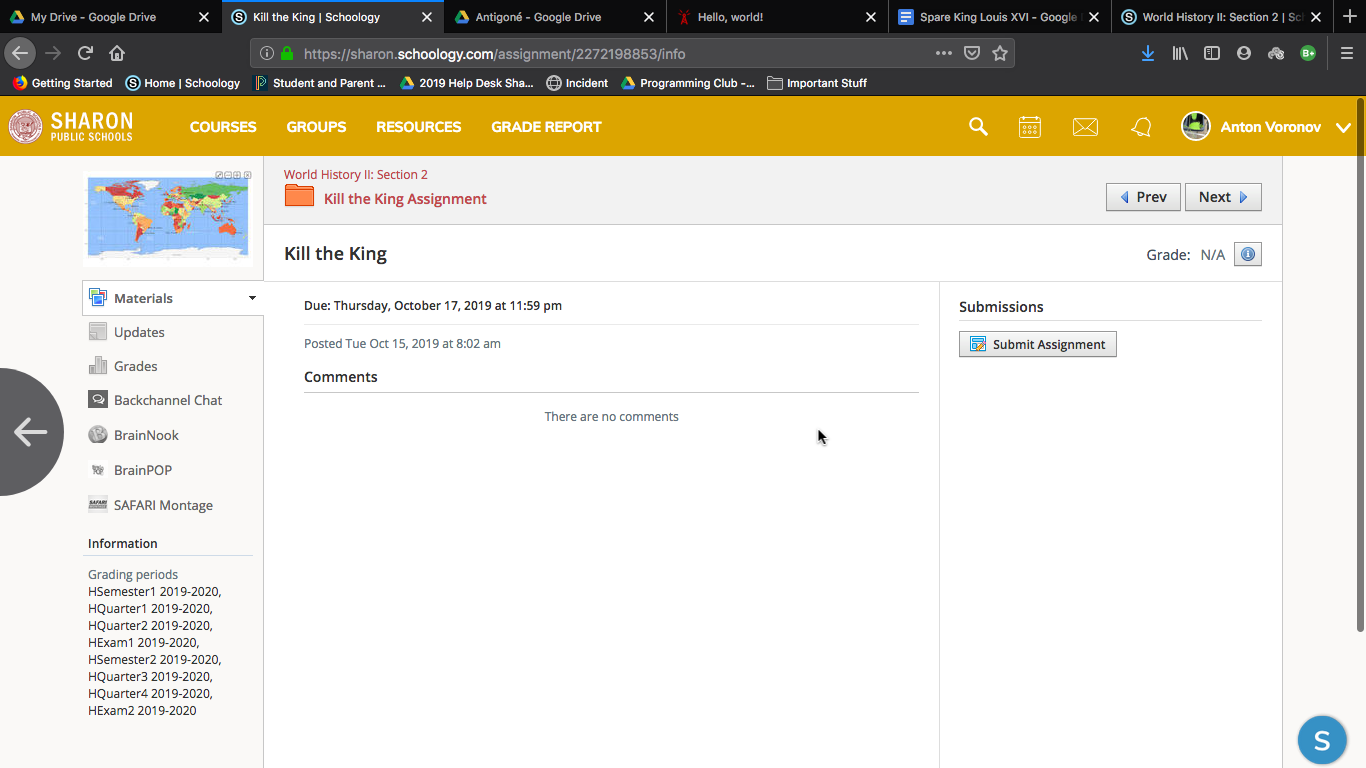 My Drive - Google Drive
Kill the King | Schoology
Antigoné - Google Drive
Hello, world!
Spare King Louis XVI - Google
World History II: Section 2 | Sc
https://sharon.schoology.com/assignment/2272198853/info
Getting Started
Home | Schoology
Student and Parent ...
2019 Help Desk Sha...
Incident
Programming Club -...
Important Stuff
SHARON
PUBLIC SCHOOLS
COURSES
GROUPS
RESOURCES
GRADE REPORT
Anton Voronov
World History II: Section 2
Kill the King Assignment
Prev
Next
Kill the King
Grade: N/A
Materials
Updates
Grades
Backchannel Chat
BrainNook
BrainPOP
SAFARI Montage
Information
Grading periods
HSemester1 2019-2020,
HQuarter1 2019-2020,
HQuarter2 2019-2020,
HExam1 2019-2020,
HSemester2 2019-2020,
HQuarter3 2019-2020,
HQuarter4 2019-2020,
HExam2 2019-2020
Due: Thursday, October 17, 2019 at 11:59 pm
Posted Tue Oct 15, 2019 at 8:02 am
Comments
There are no comments
Submissions
Submit Assignment
S